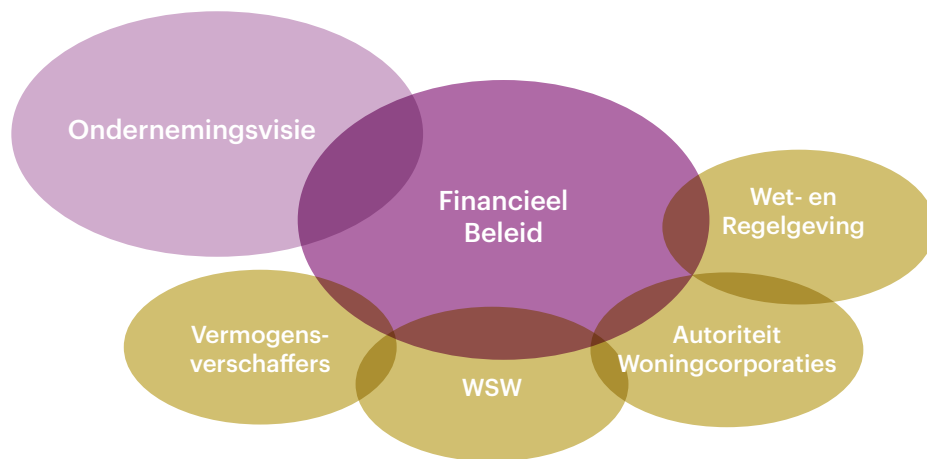 Ondernemingsvisie
Financieel
Beleid
Wet- en
Regelgeving
Vermogens-
verschaffers
WSW
Autoriteit
Woningcorporaties